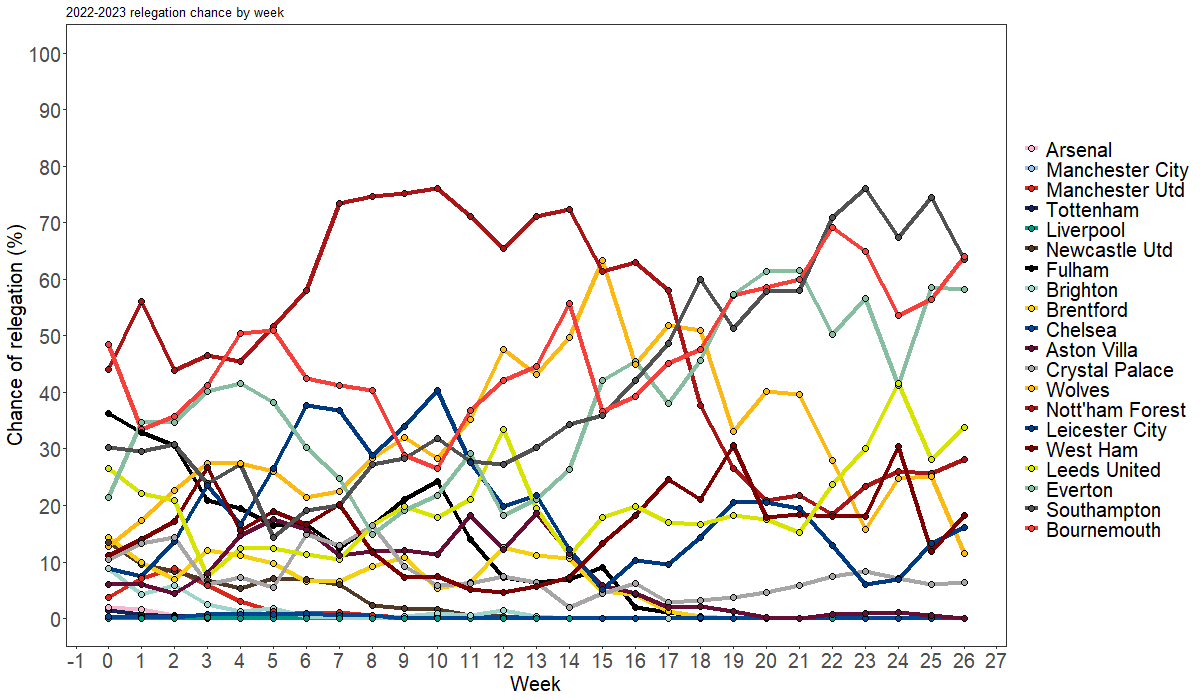 2022-2023 relegation chance by week
100
90
80
70
60
50
40
30
20
10
0
Chance of relegation (%)
-1 0 1 2 3 4 5 6 7 8 9 10 11 12 13 14 15 16 17 18 19 20 21 22 23 24 25 26 27
Week
Arsenal
Manchester City
Manchester Utd
Tottenham
Liverpool
Newcastle Utd
Fulham
Brighton
Brentford
Chelsea
Aston Villa
Crystal Palace
Wolves
Nott'ham Forest
Leicester City
West Ham
Leeds United
Everton
Southampton
Bournemouth